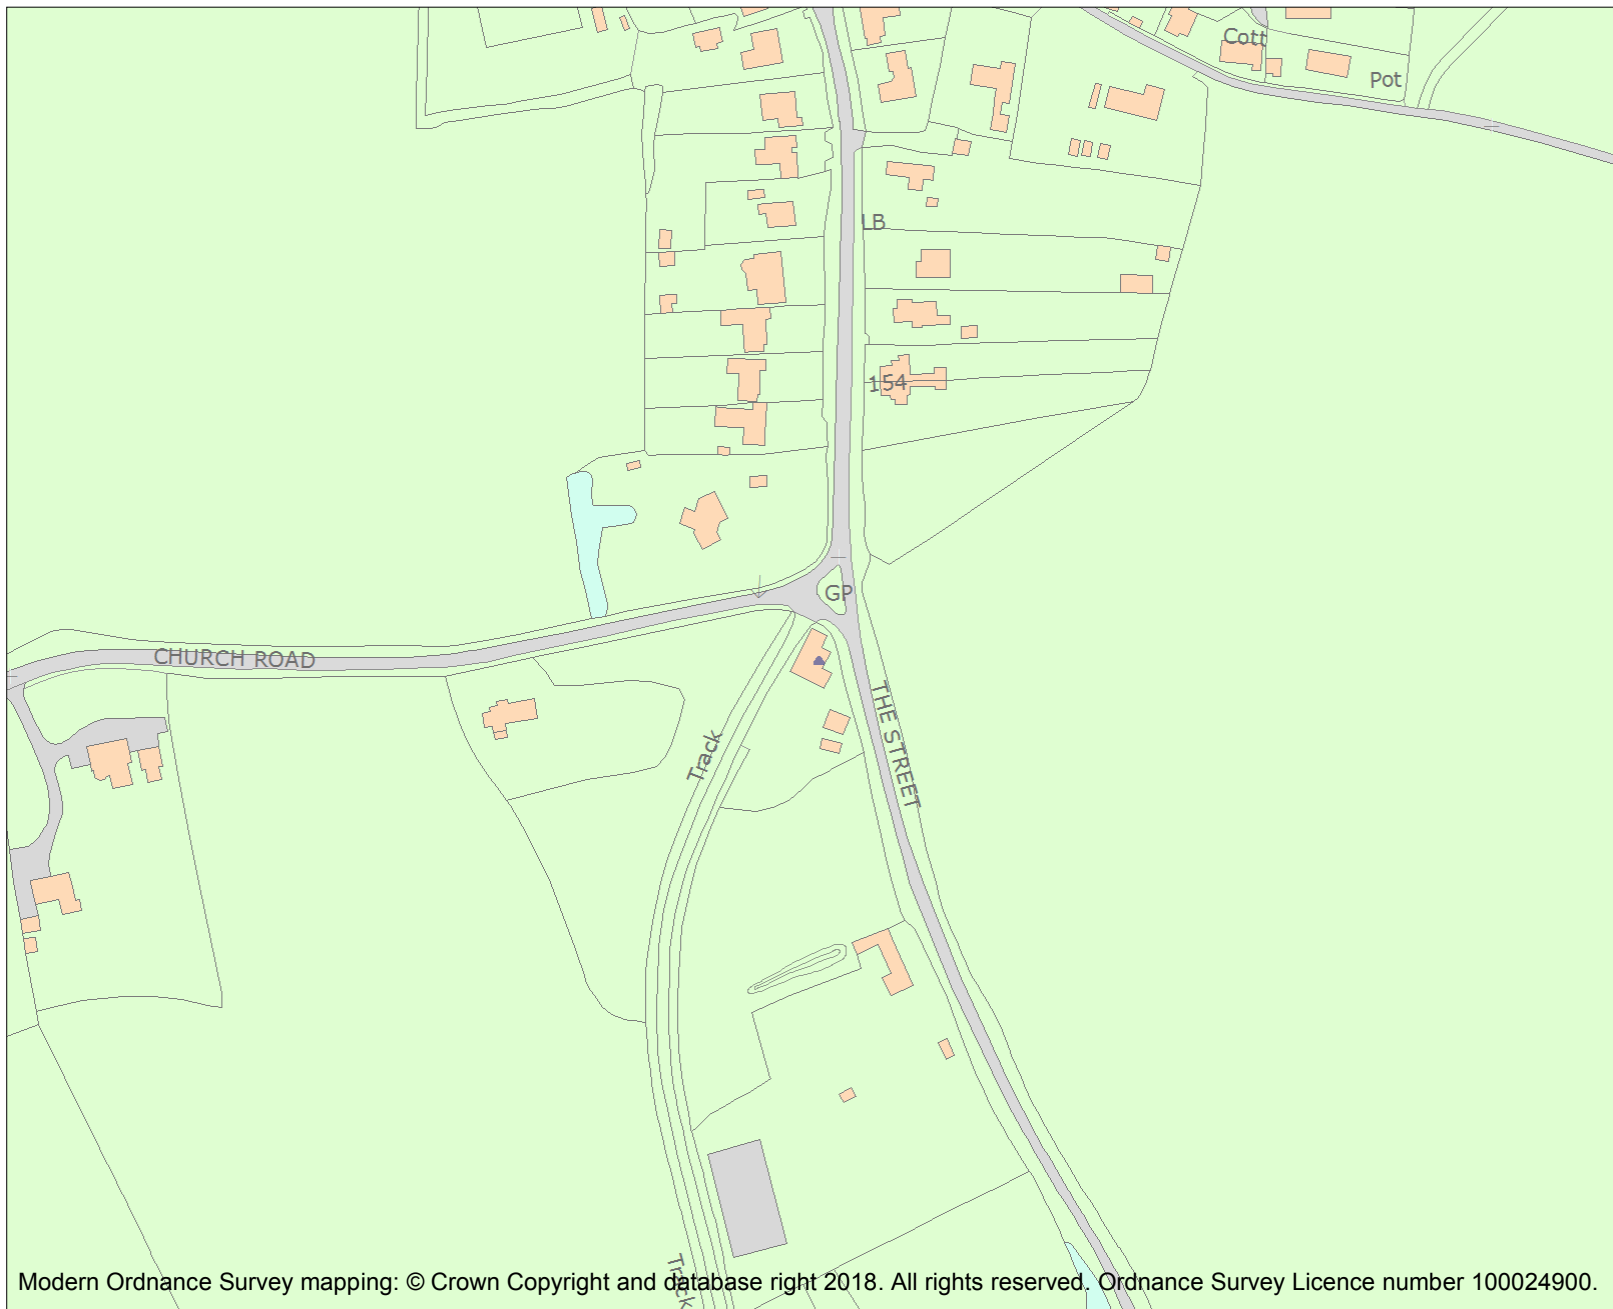 Cott
Pot
LB
154
GP
CHURCH ROAD
THE STREET
Track
Track
Modern Ordnance Survey mapping: © Crown Copyright and database right 2018. All rights reserved. Ordnance Survey Licence number 100024900.